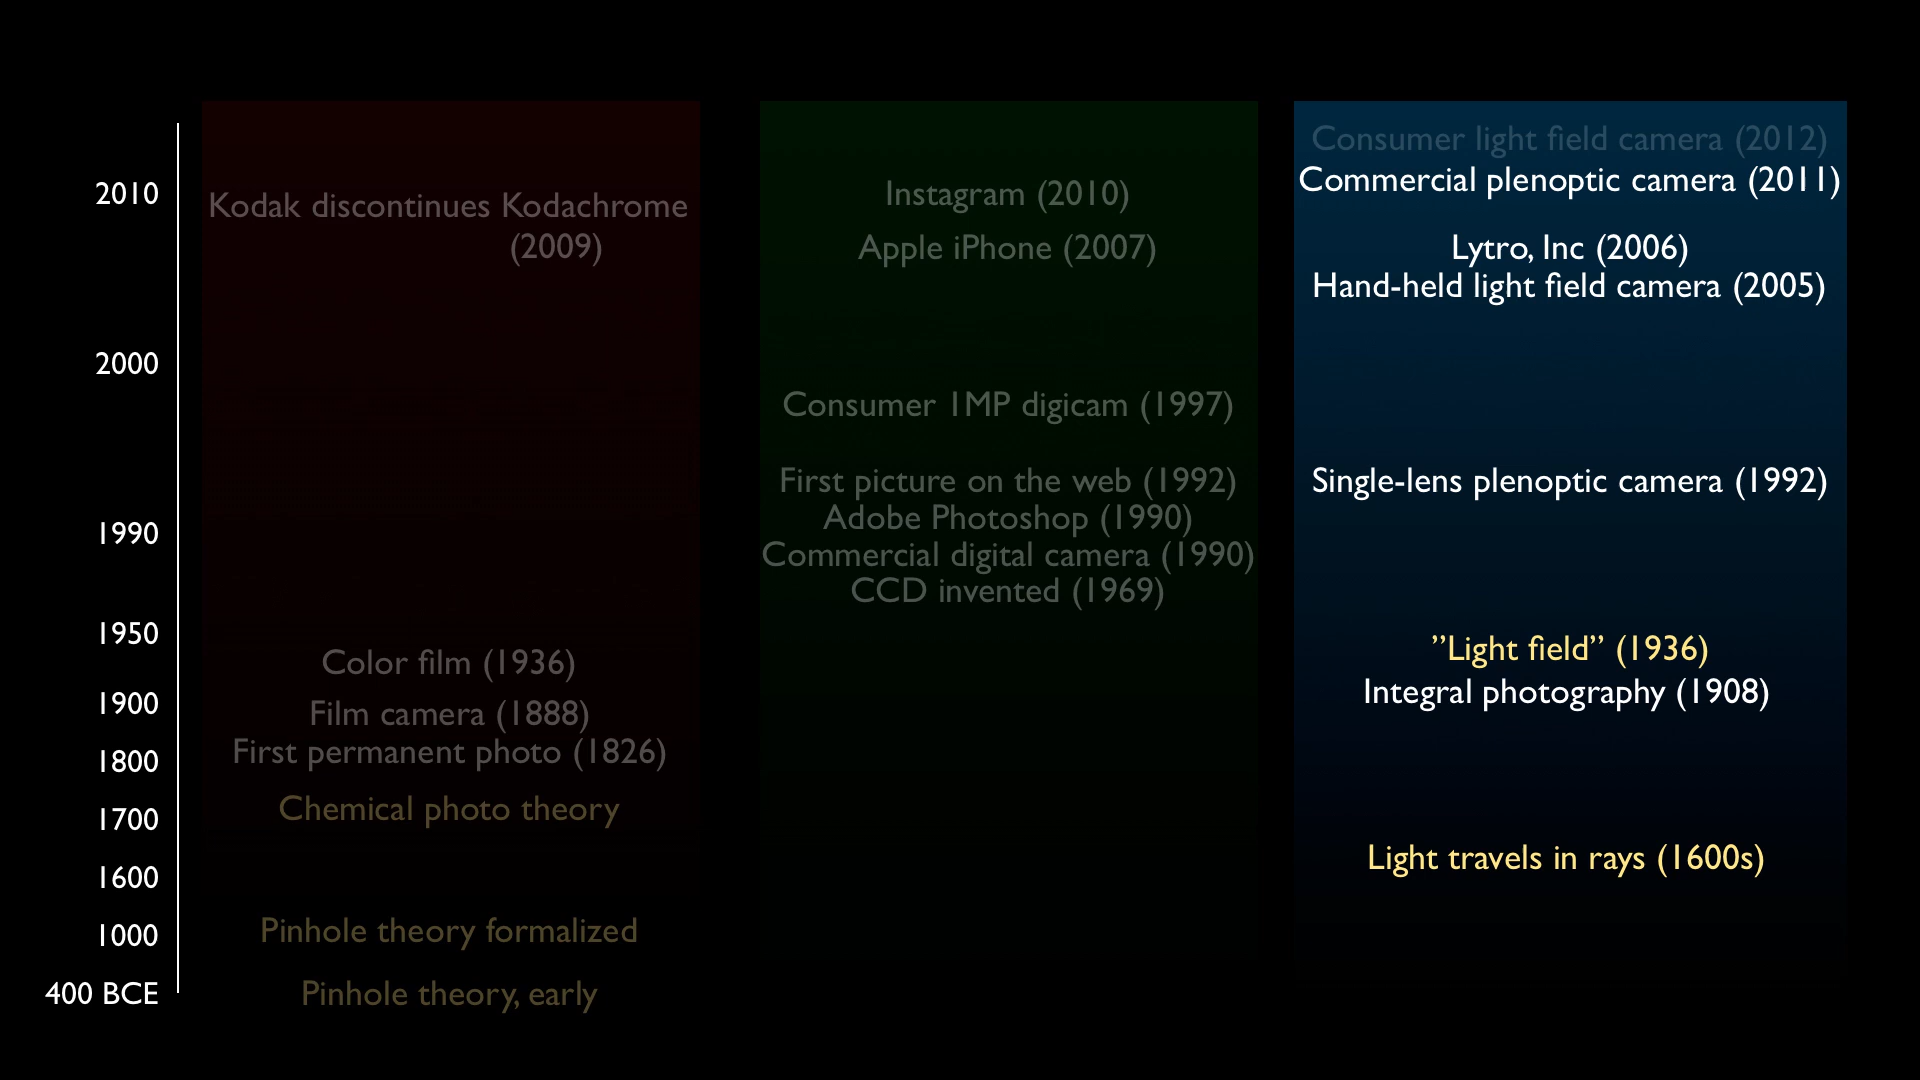 2010
2000
1990
1950
1900
1800
1700
1600
1000
400 BCE
Kodak discontinues Kodachrome
(2009)
Color film (1936)
Film camera (1888)
First permanent photo (1826)
Chemical photo theory
Pinhole theory formalized
Pinhole theory, early
Instagram (2010)
Apple iPhone (2007)
Consumer 1MP digicam (1997)
First picture on the web (1992)
Adobe Photoshop (1990)
Commercial digital camera (1990)
CCD invented (1969)
Consumer light field camera (2012)
Commercial plenoptic camera (2011)
Lytro, Inc (2006)
Hand-held light field camera (2005)
Single-lens plenoptic camera (1992)
”Light field” (1936)
Integral photography (1908)
Light travels in rays (1600s)